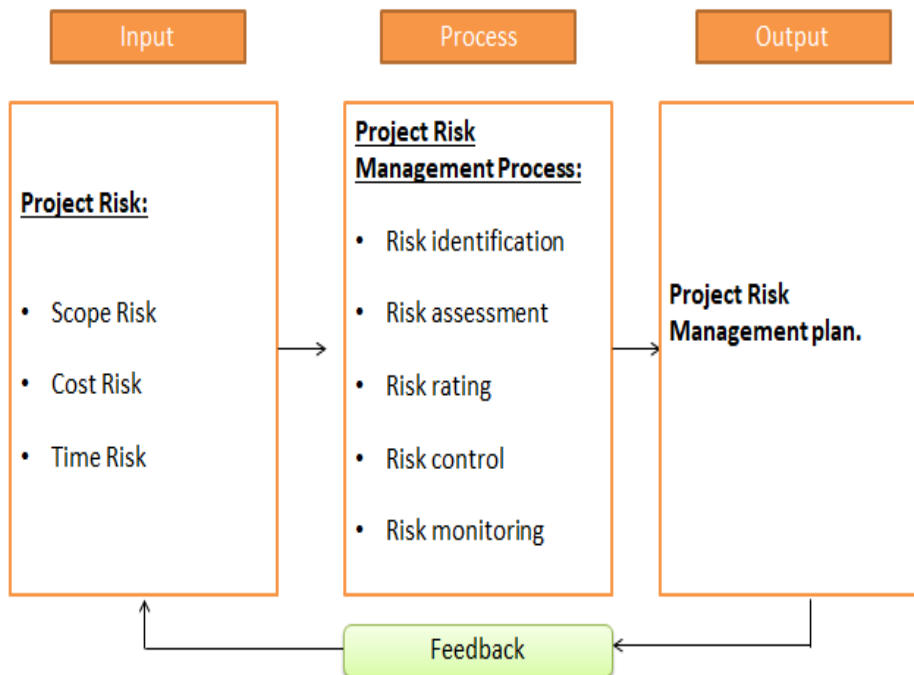 Input
Process
Output
Project Risk:
• Scope Risk
• Cost Risk
• Time Risk
Project Risk
Management Process:
• Risk identification
• Risk assessment
• Risk rating
• Risk control
• Risk monitoring
Project Risk
Management plan.
Feedback